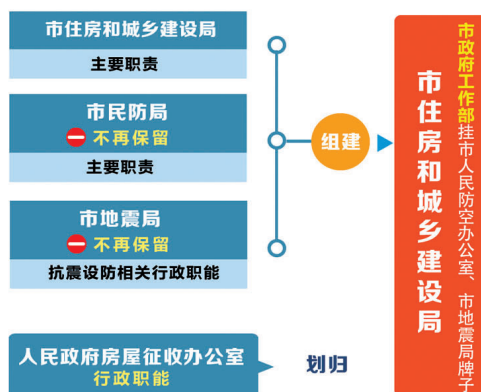 市住房和城乡建设局
主要职责
市民防局
不再保留
主要职责
市地震局
不再保留
抗震设防相关行政职能
组建
市住房和城乡建设局
市政府工作部挂市人民防空办公室、市地震局牌子
人民政府房屋征收办公室
行政职能
划归